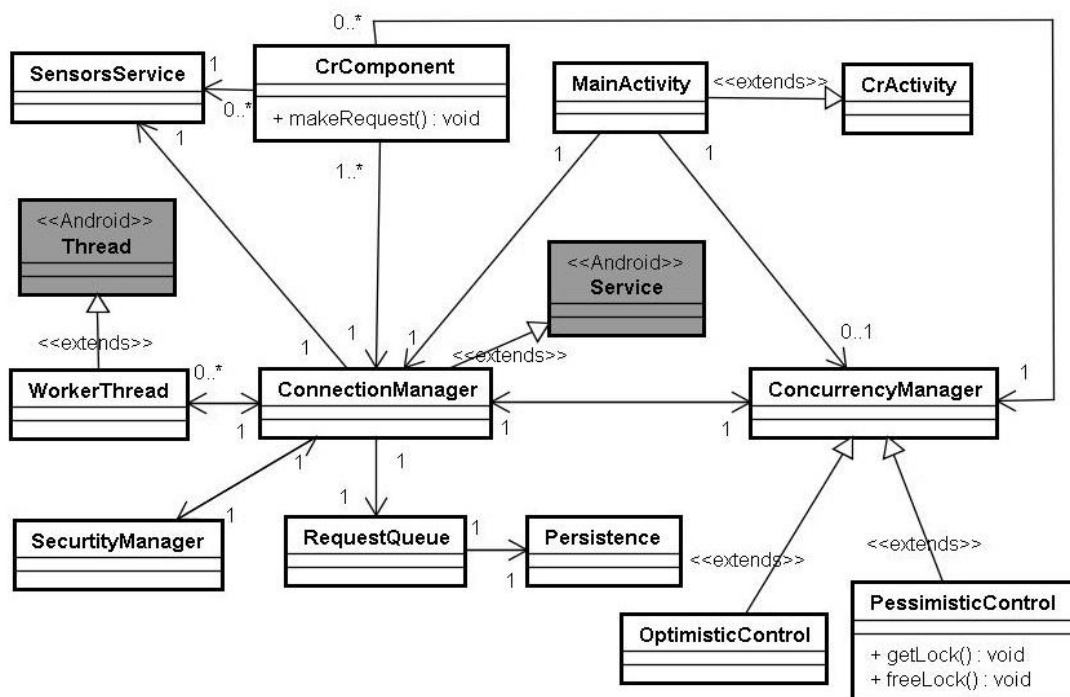 0..*
SensorsService
1
CrComponent
0..*
+ makeRequest() : void
MainActivity
<<extends>>
CrActivity
1
1..*
1
1
<<Android>>
Thread
<<Android>>
Service
<<extends>>
1
1
1
<<extends>>
0..1
1
WorkerThread
0..*
1
ConnectionManager
1
ConcurrencyManager
1
1
1
1
SecurtityManager
1
RequestQueue
1
1
Persistence
<<extends>>
<<extends>>
OptimisticControl
PessimisticControl
+ getLock() : void
+ freeLock() : void